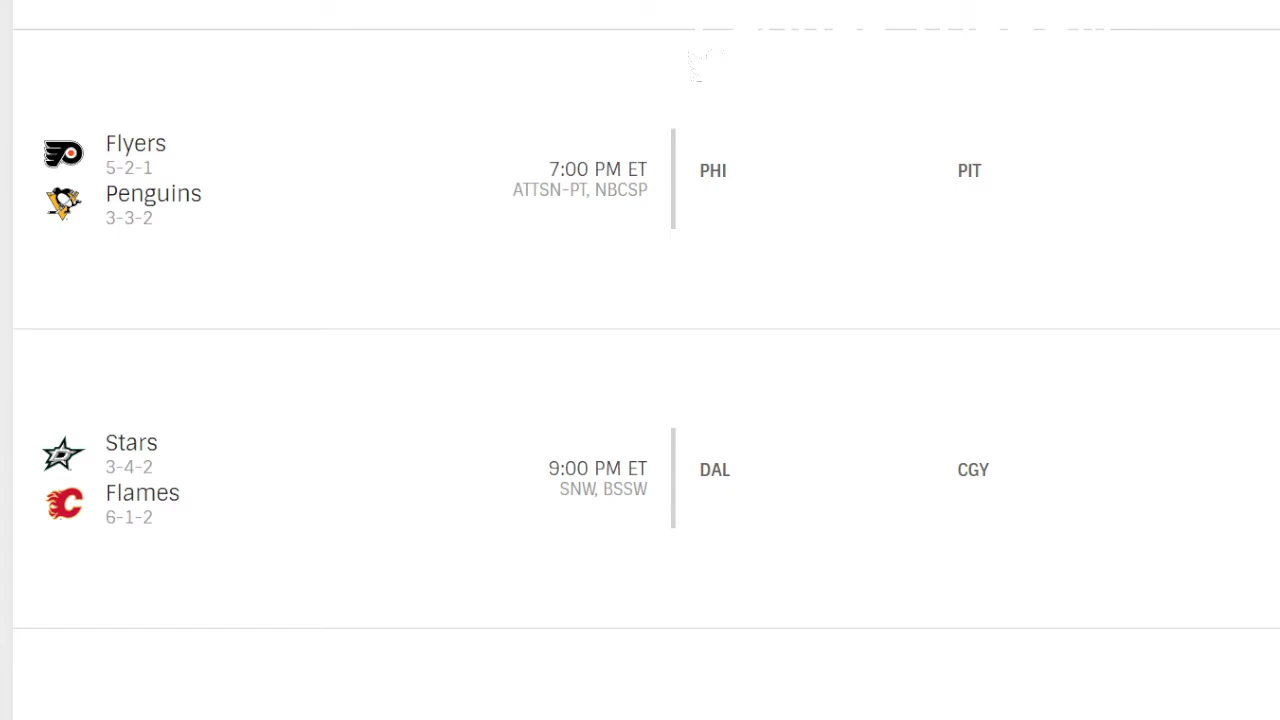 Flyers
5-2-1
Penguins
3-3-2
7:00 PM ET
ATTSN-PT, NBCSP
PHI
PIT
Stars
3-4-2
Flames
6-1-2
9:00 PM ET
SNW, BSSW
DAL
CGY